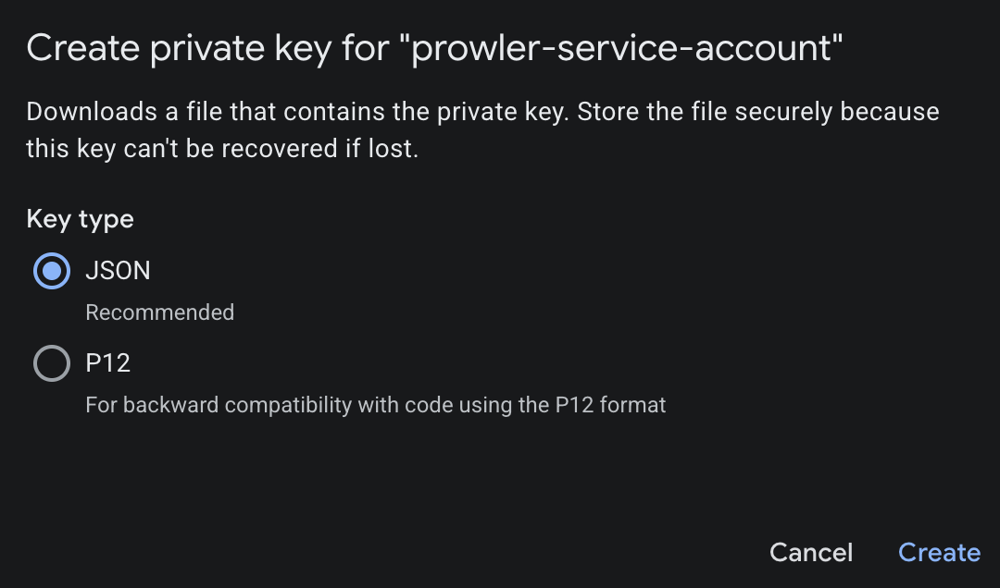 Create private key for "prowler-service-account"
Downloads a file that contains the private key. Store the file securely because
this key can't be recovered if lost.
Key type
JSON
Recommended
P12
For backward compatibility with code using the P12 format
Cancel Create